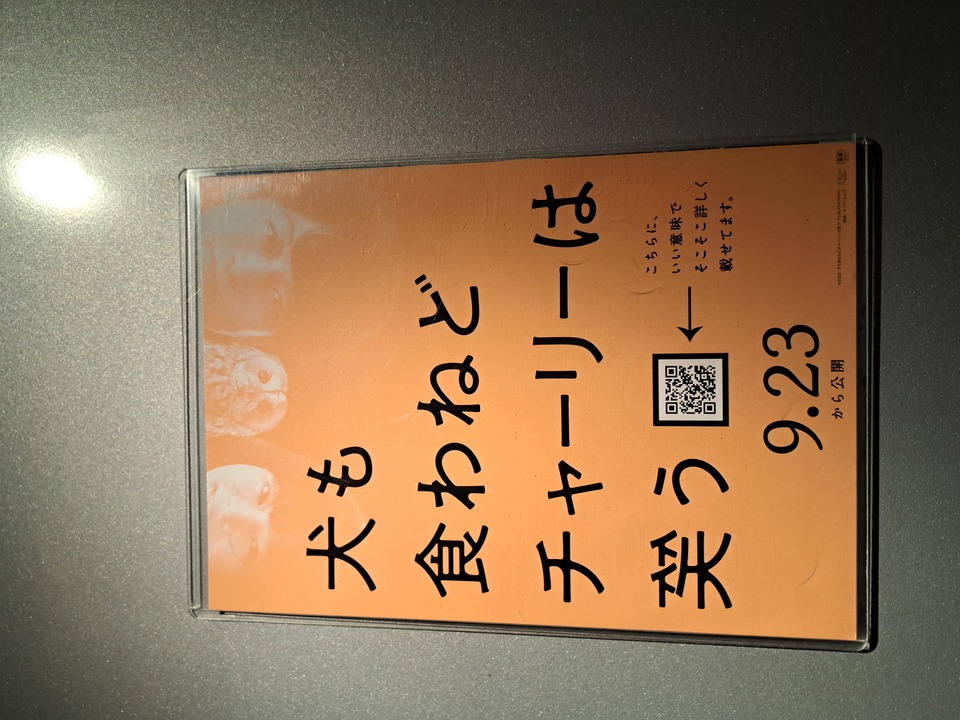 犬も
食わねど
チャーリーは
笑う
こちらに、
いい意味で
そこそこ詳しく
載せてます。
9.23
から公開